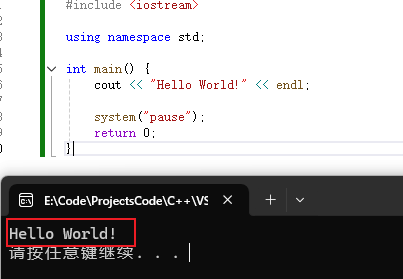 #include <iostream>
using namespace std;
int main() {
cout << "Hello World!" << endl;
system("pause");
return 0;
}
E:\Code\ProjectsCode\C++\VS
Hello World!
请按任意键继续. . .